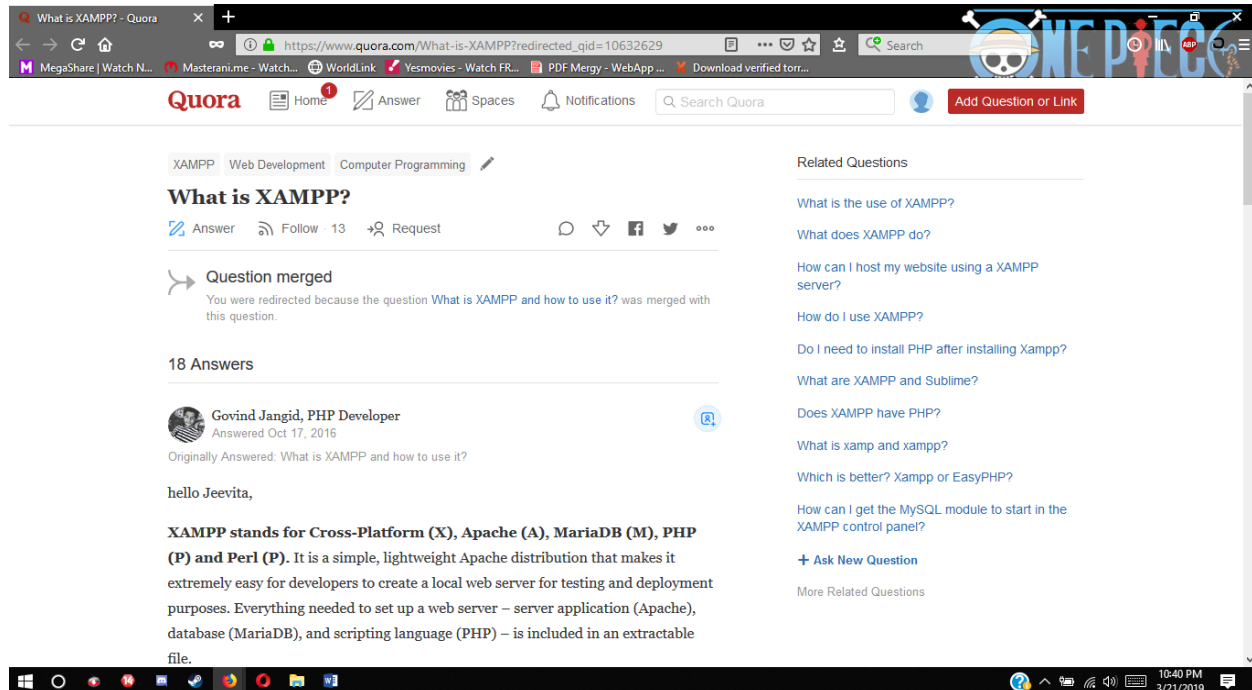 What is XAMPP? - Quora
https://www.quora.com/What-is-XAMPP?redirected_qid=10632629
Search
ONE PIECE
ABP
MegaShare | Watch N...
Masterani.me - Watch...
WorldLink
Yesmovies - Watch FR...
PDF Mergy - WebApp ...
Download verified torr...
Quora
Home
1
Answer
Spaces
Notifications
Search Quora
Add Question or Link
XAMPP
Web Development
Computer Programming
What is XAMPP?
Answer
Follow · 13
Request
Question merged
You were redirected because the question What is XAMPP and how to use it? was merged with
this question.
18 Answers
Govind Jangid, PHP Developer
Answered Oct 17, 2016
Originally Answered: What is XAMPP and how to use it?
hello Jeevita,
XAMPP stands for Cross-Platform (X), Apache (A), MariaDB (M), PHP
(P) and Perl (P). It is a simple, lightweight Apache distribution that makes it
extremely easy for developers to create a local web server for testing and deployment
purposes. Everything needed to set up a web server – server application (Apache),
database (MariaDB), and scripting language (PHP) – is included in an extractable
file.
Related Questions
What is the use of XAMPP?
What does XAMPP do?
How can I host my website using a XAMPP
server?
How do I use XAMPP?
Do I need to install PHP after installing Xampp?
What are XAMPP and Sublime?
Does XAMPP have PHP?
What is xamp and xampp?
Which is better? Xampp or EasyPHP?
How can I get the MySQL module to start in the
XAMPP control panel?
+ Ask New Question
More Related Questions
10:40 PM
3/21/2019